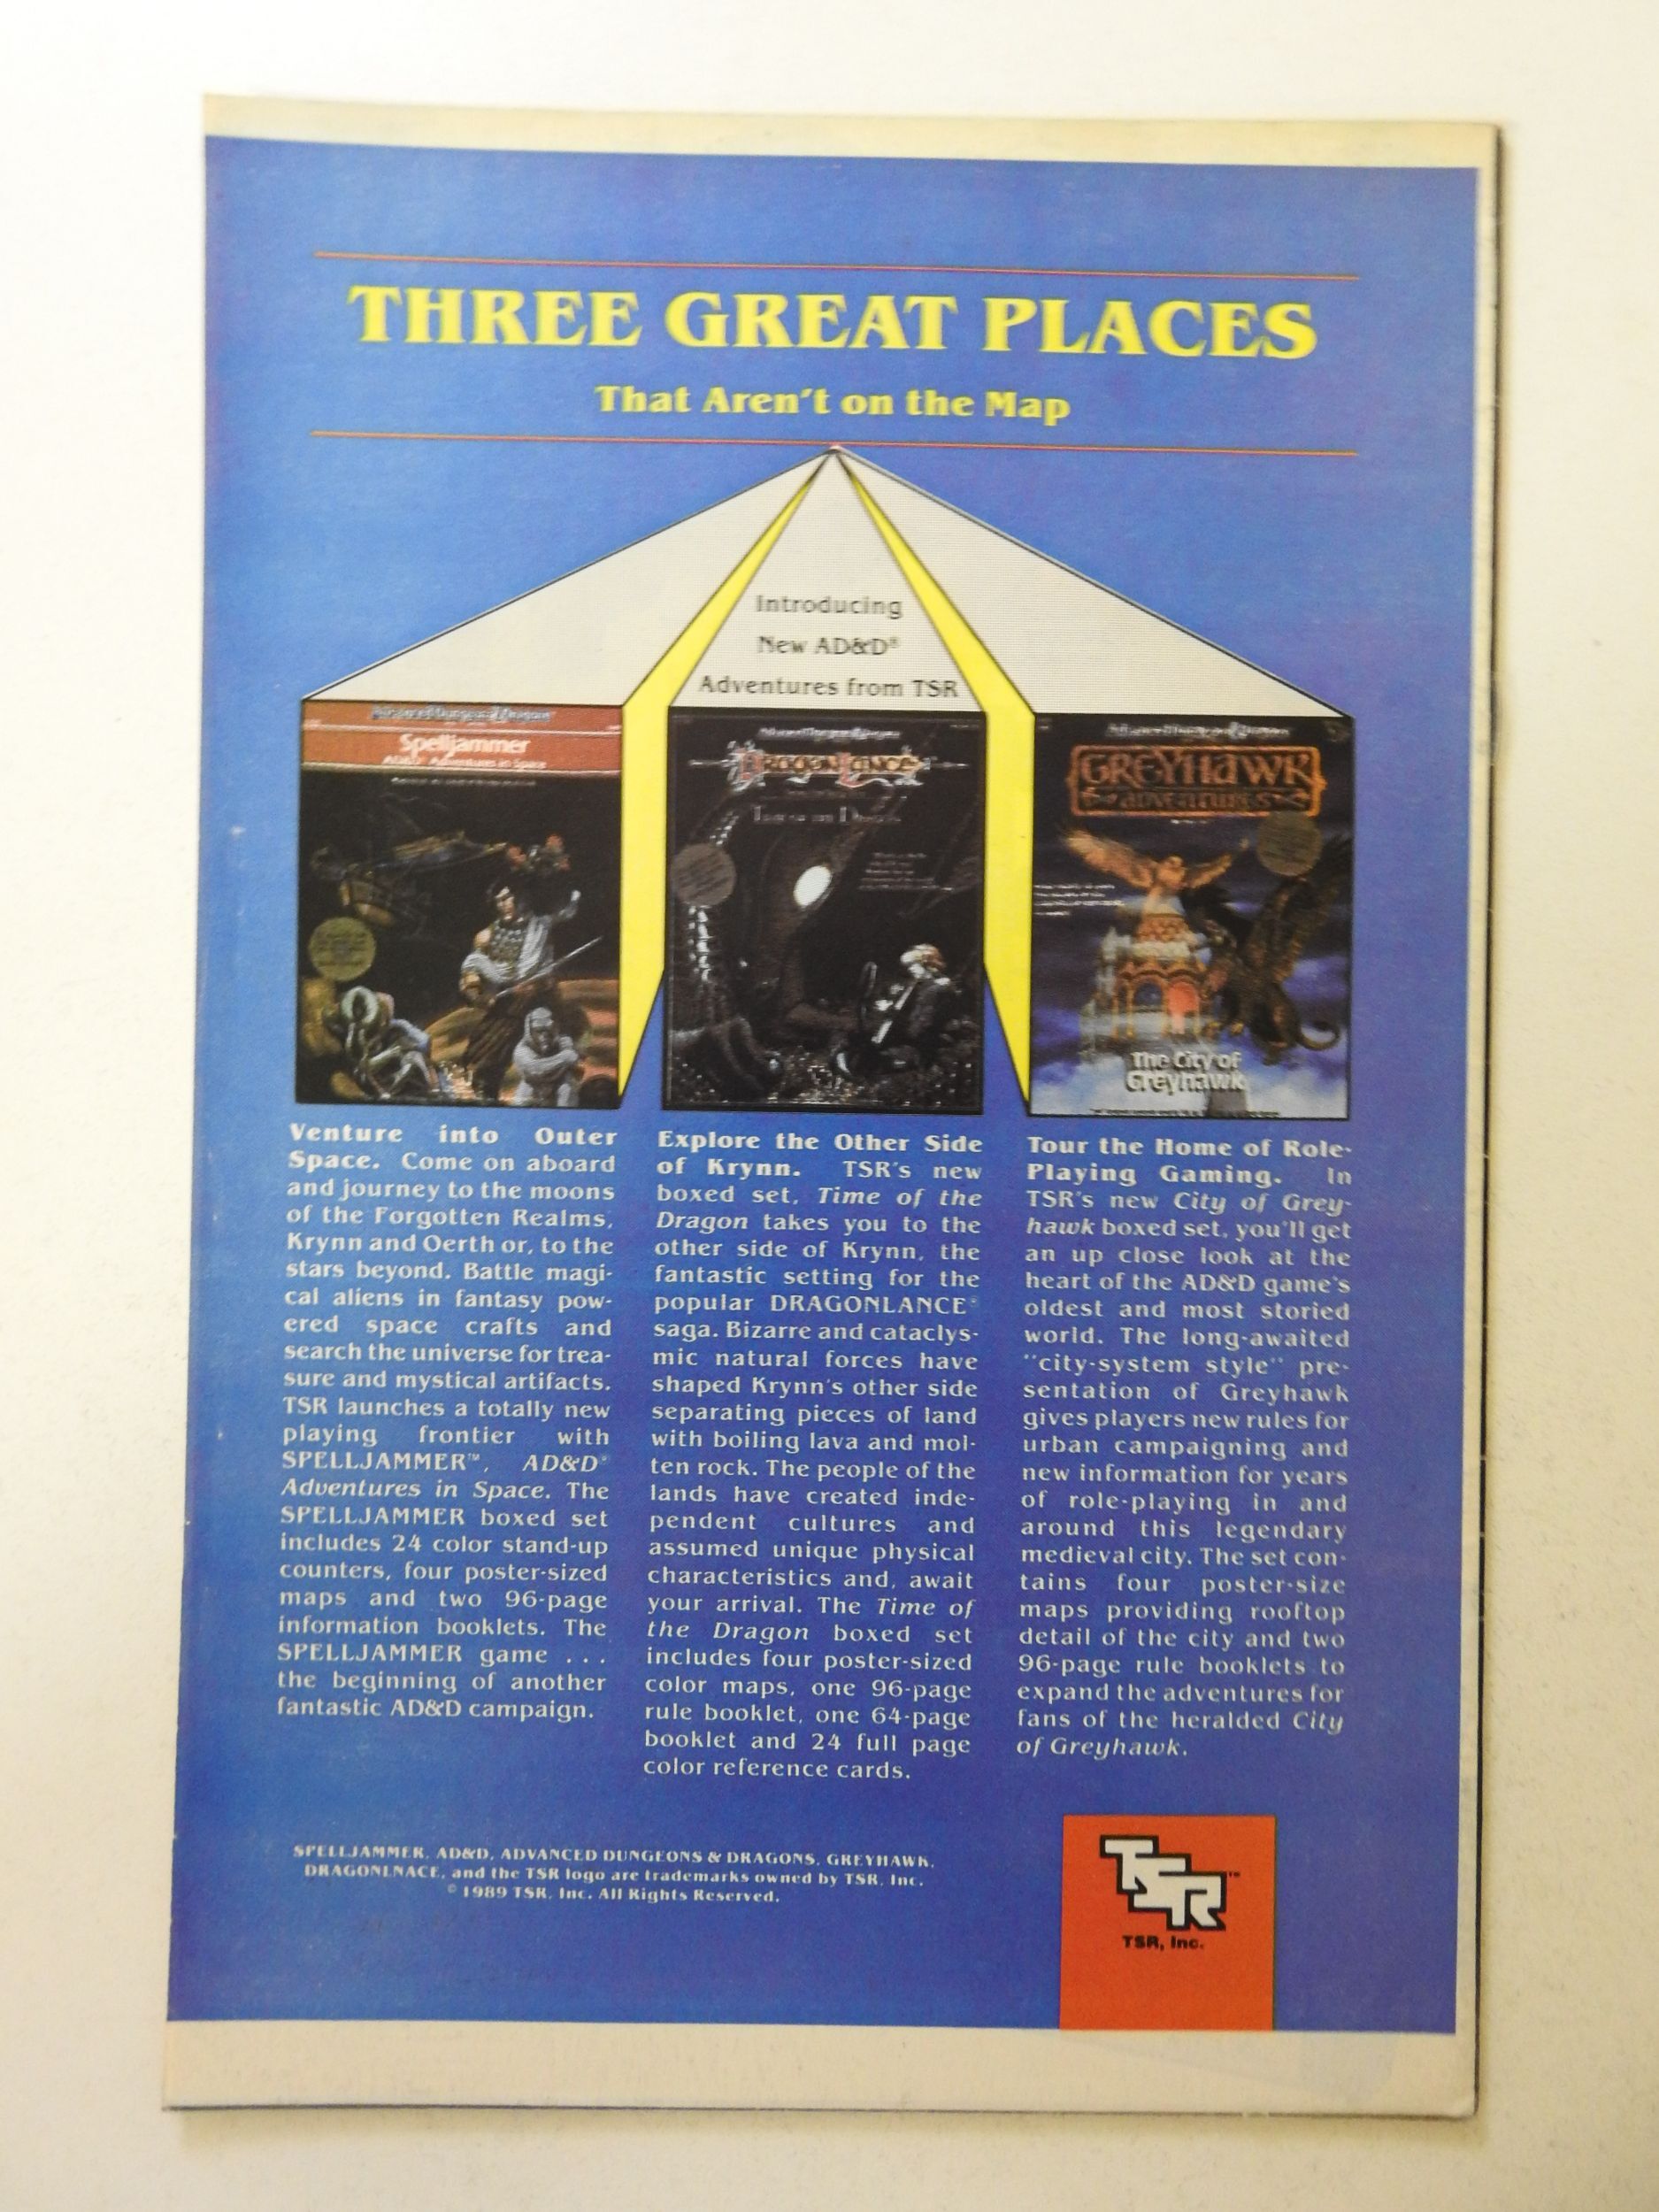 THREE GREAT PLACES
That Aren't on the Map
Introducing
New AD&D®
Adventures from TSR
Advanced Dungeons & Dragons
Spelljammer
AD&D Adventures in Space
Advanced Dungeons & Dragons
DRAGONLANCE
Time of the Dragon
Advanced Dungeons & Dragons
GREYHAWK
ADVENTURES
The City of
Greyhawk
Venture into Outer
Space. Come on aboard
and journey to the moons
of the Forgotten Realms,
Krynn and Oerth or, to the
stars beyond. Battle magi-
cal aliens in fantasy pow-
ered space crafts and
search the universe for trea-
sure and mystical artifacts.
TSR launches a totally new
playing frontier with
SPELLJAMMER™, AD&D®
Adventures in Space. The
SPELLJAMMER boxed set
includes 24 color stand-up
counters, four poster-sized
maps and two 96-page
information booklets. The
SPELLJAMMER game . . .
the beginning of another
fantastic AD&D campaign.
Explore the Other Side
of Krynn. TSR's new
boxed set, Time of the
Dragon takes you to the
other side of Krynn, the
fantastic setting for the
popular DRAGONLANCE®
saga. Bizarre and cataclys-
mic natural forces have
shaped Krynn's other side
separating pieces of land
with boiling lava and mol-
ten rock. The people of the
lands have created inde-
pendent cultures and
assumed unique physical
characteristics and, await
your arrival. The Time of
the Dragon boxed set
includes four poster-sized
color maps, one 96-page
rule booklet, one 64-page
booklet and 24 full page
color reference cards.
Tour the Home of Role-
Playing Gaming. In
TSR's new City of Grey-
hawk boxed set, you'll get
an up close look at the
heart of the AD&D game's
oldest and most storied
world. The long-awaited
"city-system style" pre-
sentation of Greyhawk
gives players new rules for
urban campaigning and
new information for years
of role-playing in and
around this legendary
medieval city. The set con-
tains four poster-size
maps providing rooftop
detail of the city and two
96-page rule booklets to
expand the adventures for
fans of the heralded City
of Greyhawk.
SPELLJAMMER, AD&D, ADVANCED DUNGEONS & DRAGONS, GREYHAWK,
DRAGONLNACE, and the TSR logo are trademarks owned by TSR, Inc.
© 1989 TSR, Inc. All Rights Reserved.
TSR™
TSR, Inc.